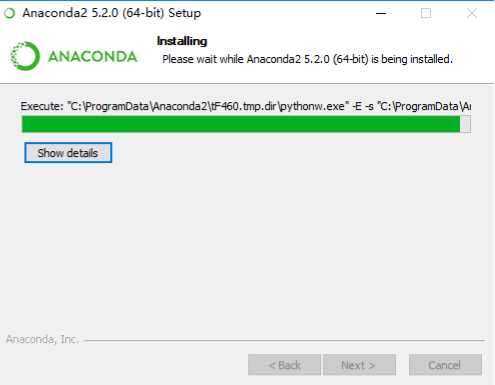 Anaconda2 5.2.0 (64-bit) Setup
ANACONDA
Installing
Please wait while Anaconda2 5.2.0 (64-bit) is being installed.
Execute: "C:\ProgramData\Anaconda2\tF460.tmp.dir\pythonw.exe" -E -s "C:\ProgramData\A
Show details
Anaconda, Inc.
< Back
Next >
Cancel